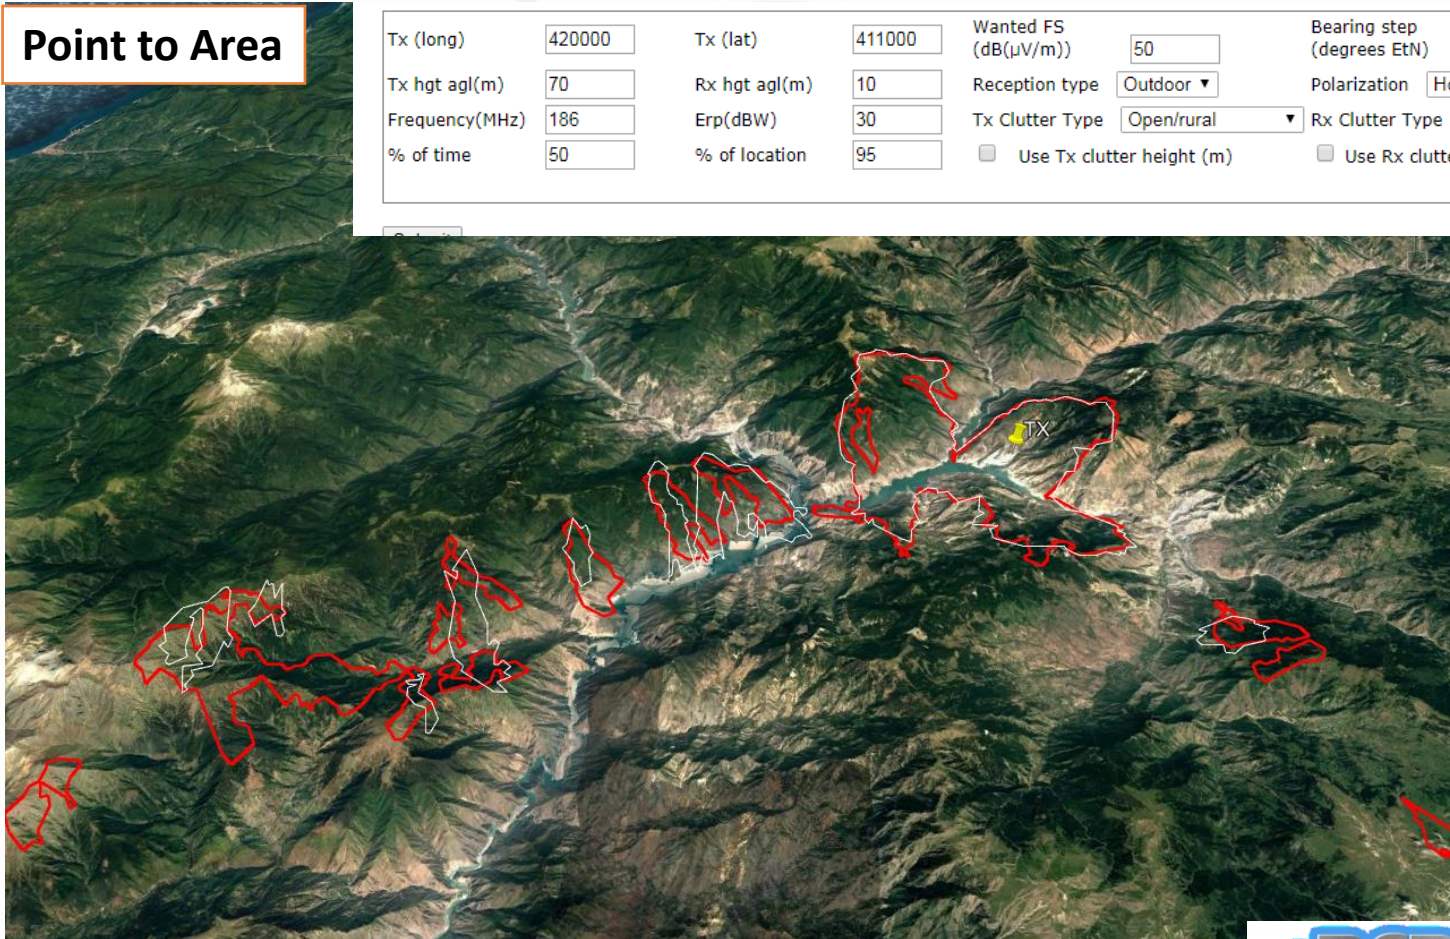 Point to Area
Tx (long) 420000 Tx (lat) 411000 Wanted FS (dB(μV/m)) 50 Bearing step (degrees EtN)
Tx hgt agl(m) 70 Rx hgt agl(m) 10 Reception type Outdoor Polarization
Frequency(MHz) 186 Erp(dBW) 30 Tx Clutter Type Open/rural Rx Clutter Type
% of time 50 % of location 95 Use Tx clutter height (m) Use Rx
TX